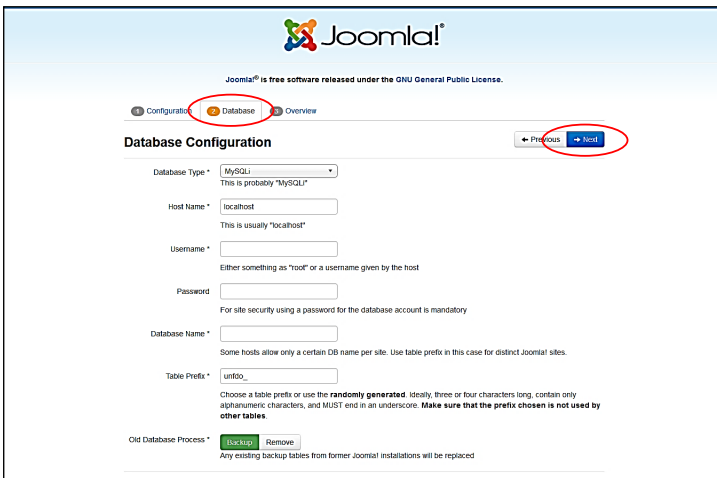 Joomla!®
Joomla!® is free software released under the GNU General Public License.
1 Configuration 2 Database 3 Overview
Database Configuration
← Previous → Next
Database Type * MySQLi
This is probably "MySQLi"
Host Name * localhost
This is usually "localhost"
Username *
Either something as "root" or a username given by the host
Password
For site security using a password for the database account is mandatory
Database Name *
Some hosts allow only a certain DB name per site. Use table prefix in this case for distinct Joomla! sites.
Table Prefix * unfdo_
Choose a table prefix or use the randomly generated. Ideally, three or four characters long, contain only
alphanumeric characters, and MUST end in an underscore. Make sure that the prefix chosen is not used by
other tables.
Old Database Process * Backup Remove
Any existing backup tables from former Joomla! installations will be replaced